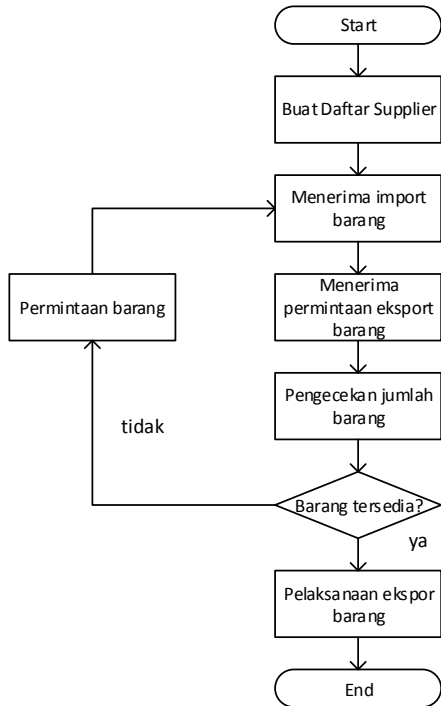 Start
Buat Daftar Supplier
Menerima import
barang
Permintaan barang
Menerima
permintaan eksport
barang
Pengecekan jumlah
barang
tidak
Barang tersedia?
ya
Pelaksanaan ekspor
barang
End